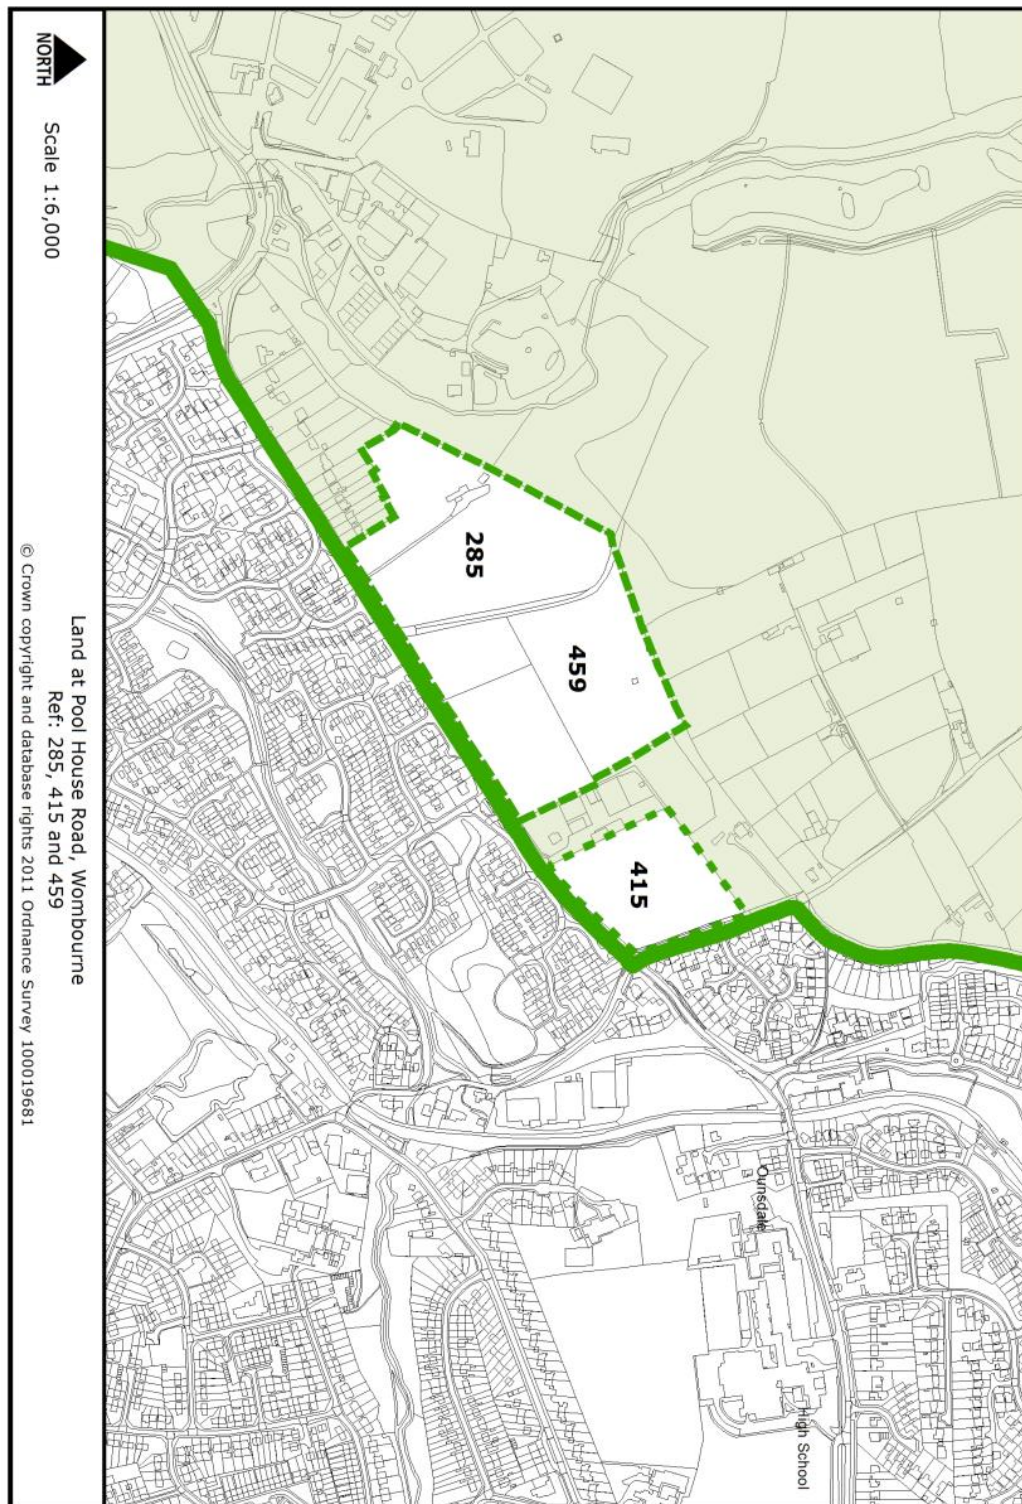 NORTH
Scale 1:6,000
Land at Pool House Road, Wombourne
Ref: 285, 415 and 459
© Crown copyright and database rights 2011 Ordnance Survey 100019681
285
459
415
Ounsdale
High School